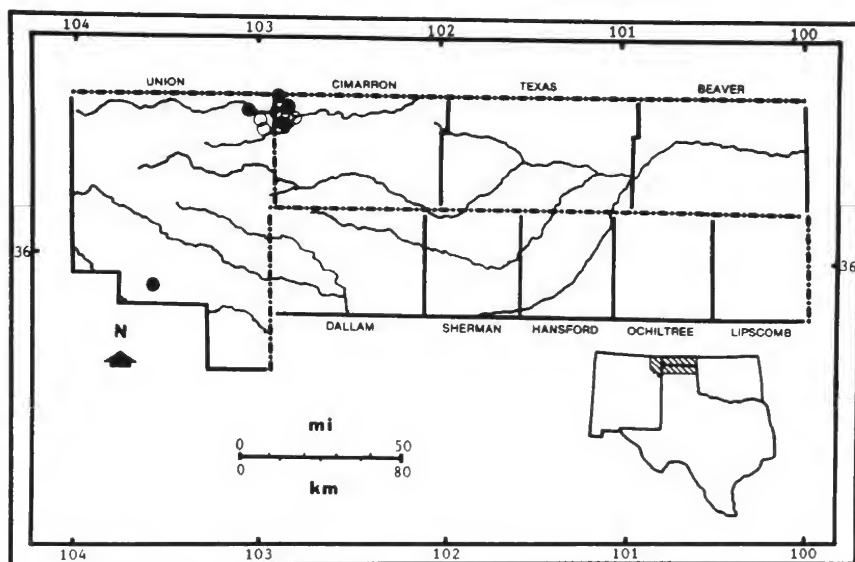 104 103 102 101 100
UNION CIMARRON TEXAS BEAVER
36 36
DALLAM SHERMAN HANSFORD OCHILTREE LIPSCOMB
N
mi
0 50
0 80
km
104 103 102 101 100